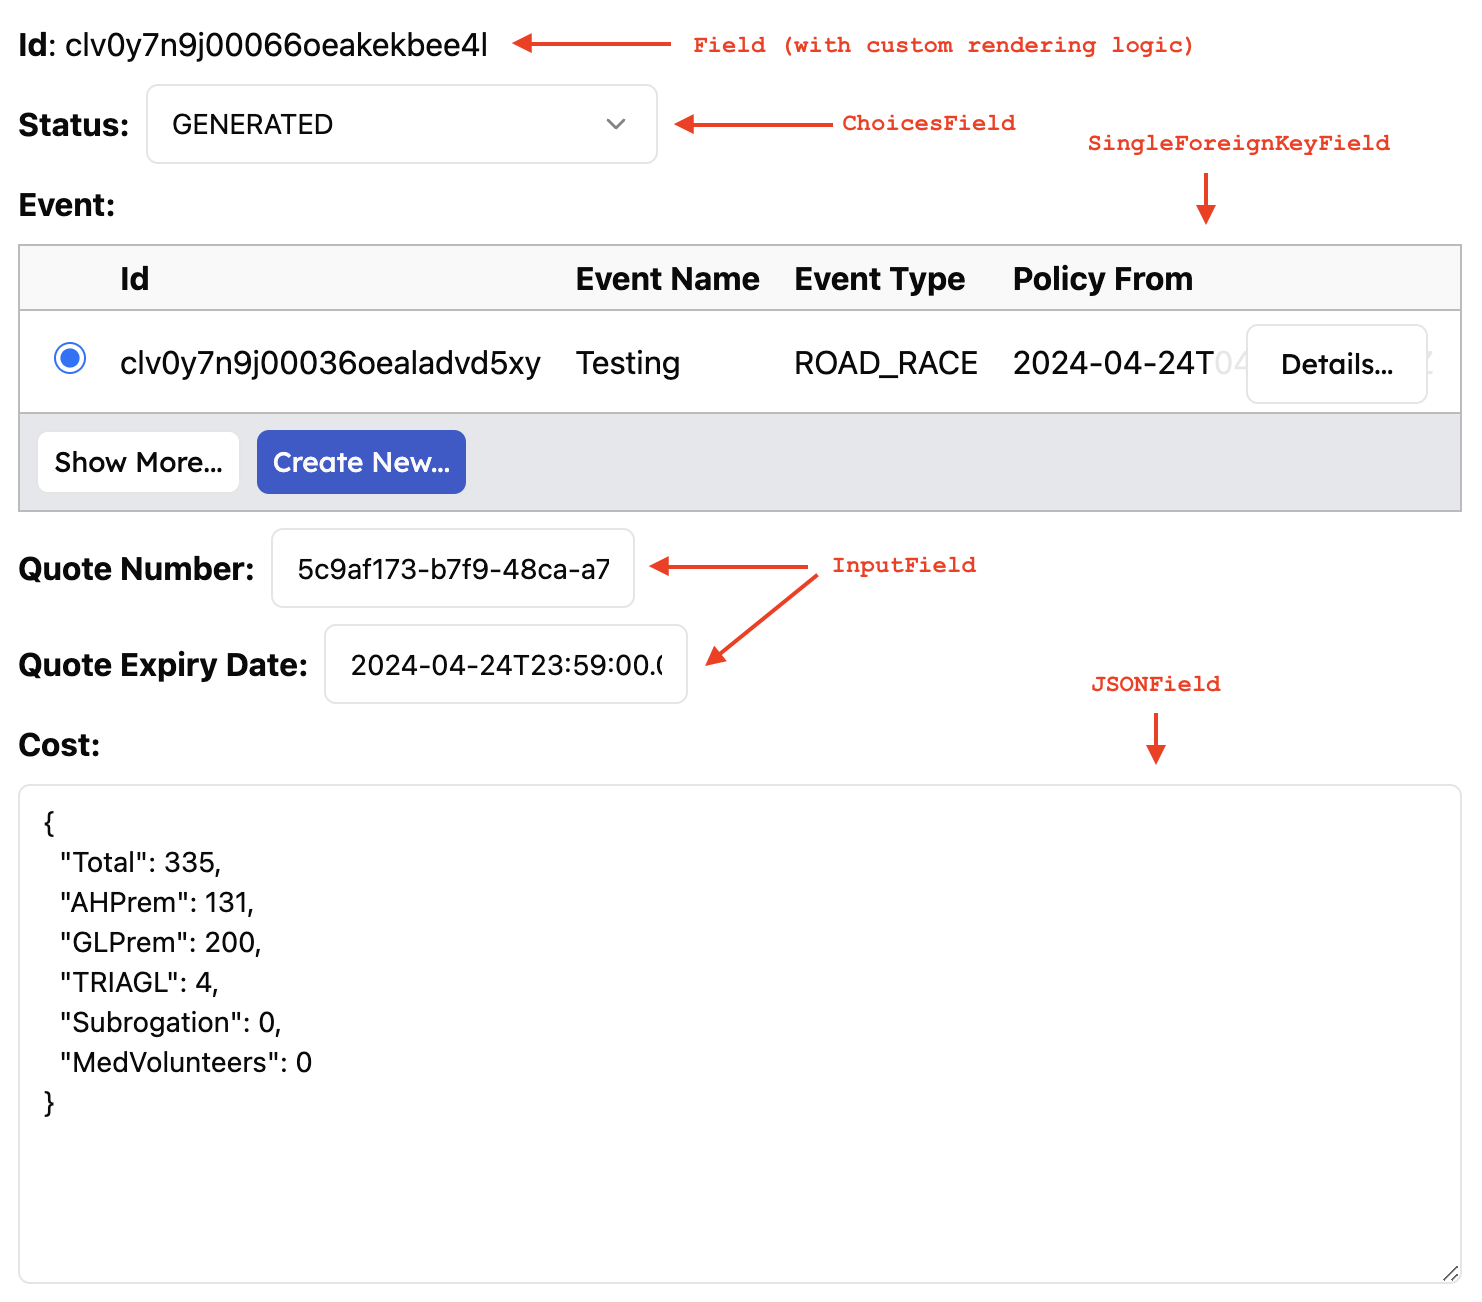 Id: clv0y7n9j00066oeakekbee4l
Field (with custom rendering logic)
Status: GENERATED
ChoicesField
SingleForeignKeyField
Event:
Id Event Name Event Type Policy From
clv0y7n9j00036oealadvd5xy Testing ROAD_RACE 2024-04-24T04 Details...
Show More... Create New...
Quote Number: 5c9af173-b7f9-48ca-a7
InputField
Quote Expiry Date: 2024-04-24T23:59:00.
JSONField
Cost:
{
"Total": 335,
"AHPrem": 131,
"GLPrem": 200,
"TRIAGL": 4,
"Subrogation": 0,
"MedVolunteers": 0
}